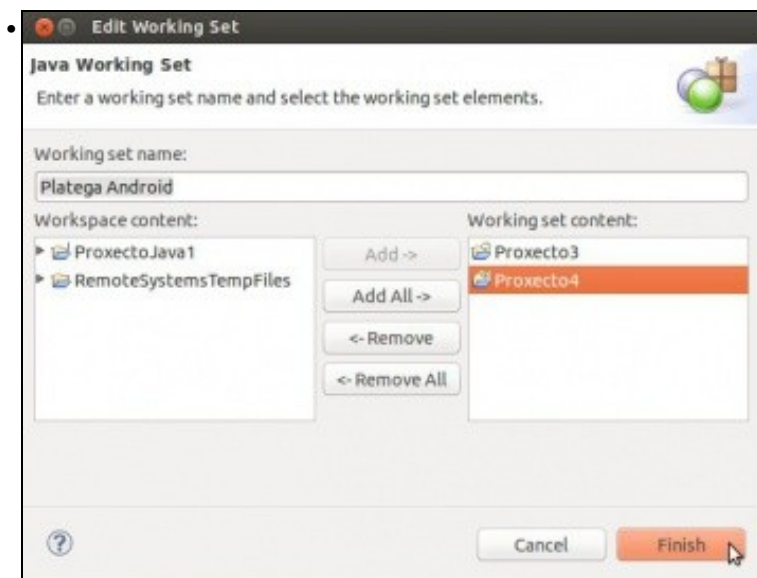 Edit Working Set
Java Working Set
Enter a working set name and select the working set elements.
Working set name:
Platega Android
Workspace content:
Working set content:
ProxectoJava1
RemoteSystemsTempFiles
Add ->
Add All ->
<- Remove
<- Remove All
Proxecto3
Proxecto4
?
Cancel
Finish